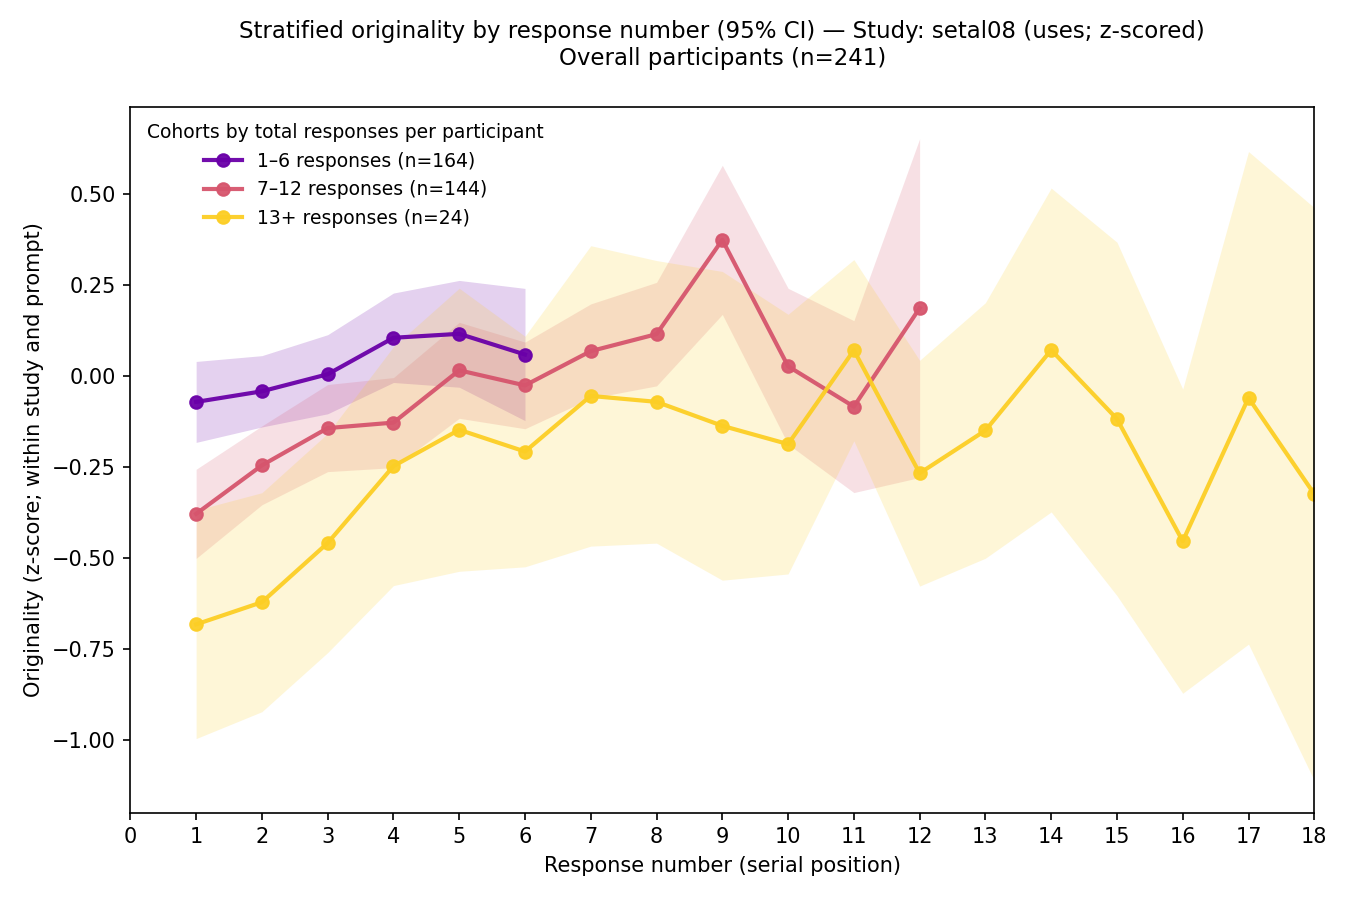 Stratified originality by response number (95% CI) — Study: setal08 (uses; z-scored)
Overall participants (n=241)
Cohorts by total responses per participant
1–6 responses (n=164)
7–12 responses (n=144)
13+ responses (n=24)
Originality (z-score; within study and prompt)
0.50
0.25
0.00
−0.25
−0.50
−0.75
−1.00
0 1 2 3 4 5 6 7 8 9 10 11 12 13 14 15 16 17 18
Response number (serial position)